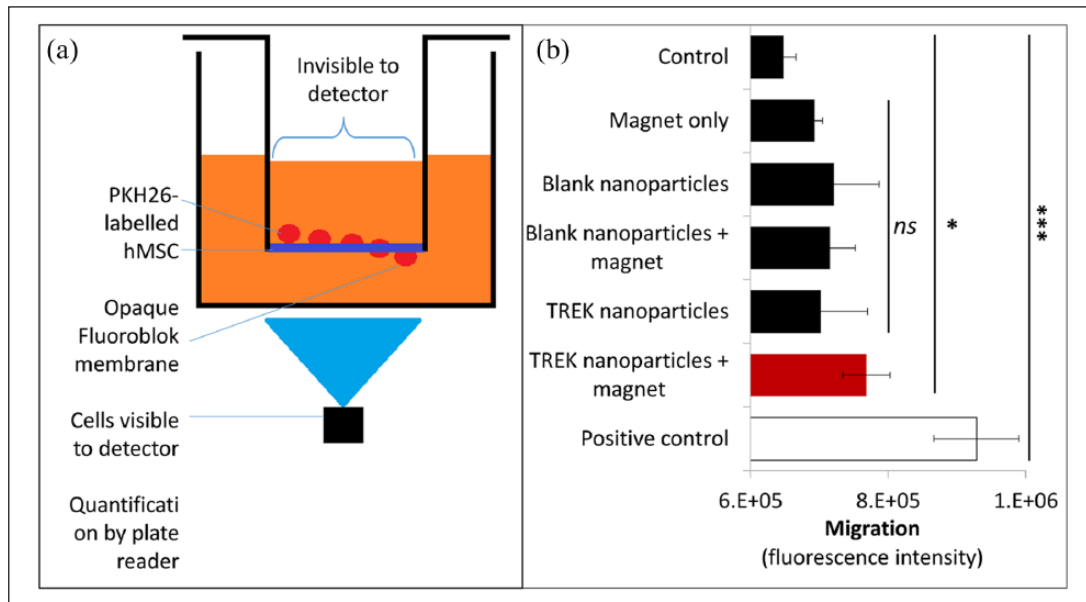 (a)
Invisible to
detector
PKH26-
labelled
hMSC
Opaque
Fluoroblok
membrane
Cells visible
to detector
Quantificati
on by plate
reader
(b)
Control
Magnet only
Blank nanoparticles
Blank nanoparticles +
magnet
TREK nanoparticles
TREK nanoparticles +
magnet
Positive control
ns
*
***
6.E+05
8.E+05
1.E+06
Migration
(fluorescence intensity)